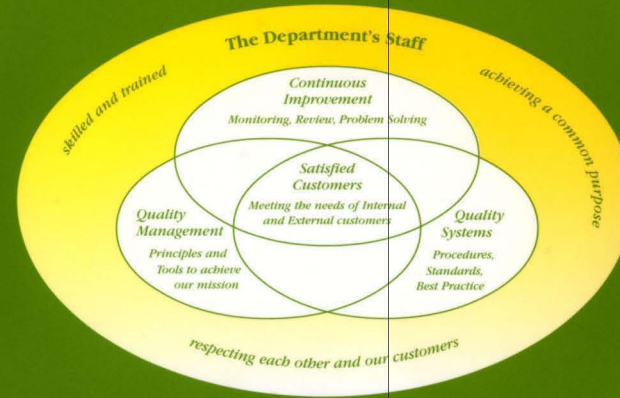 The Department's Staff
skilled and trained
achieving a common purpose
Continuous
Improvement
Monitoring, Review, Problem Solving
Satisfied
Customers
Meeting the needs of Internal
and External customers
Quality
Management
Principles and
Tools to achieve
our mission
Quality
Systems
Procedures,
Standards,
Best Practice
respecting each other and our customers